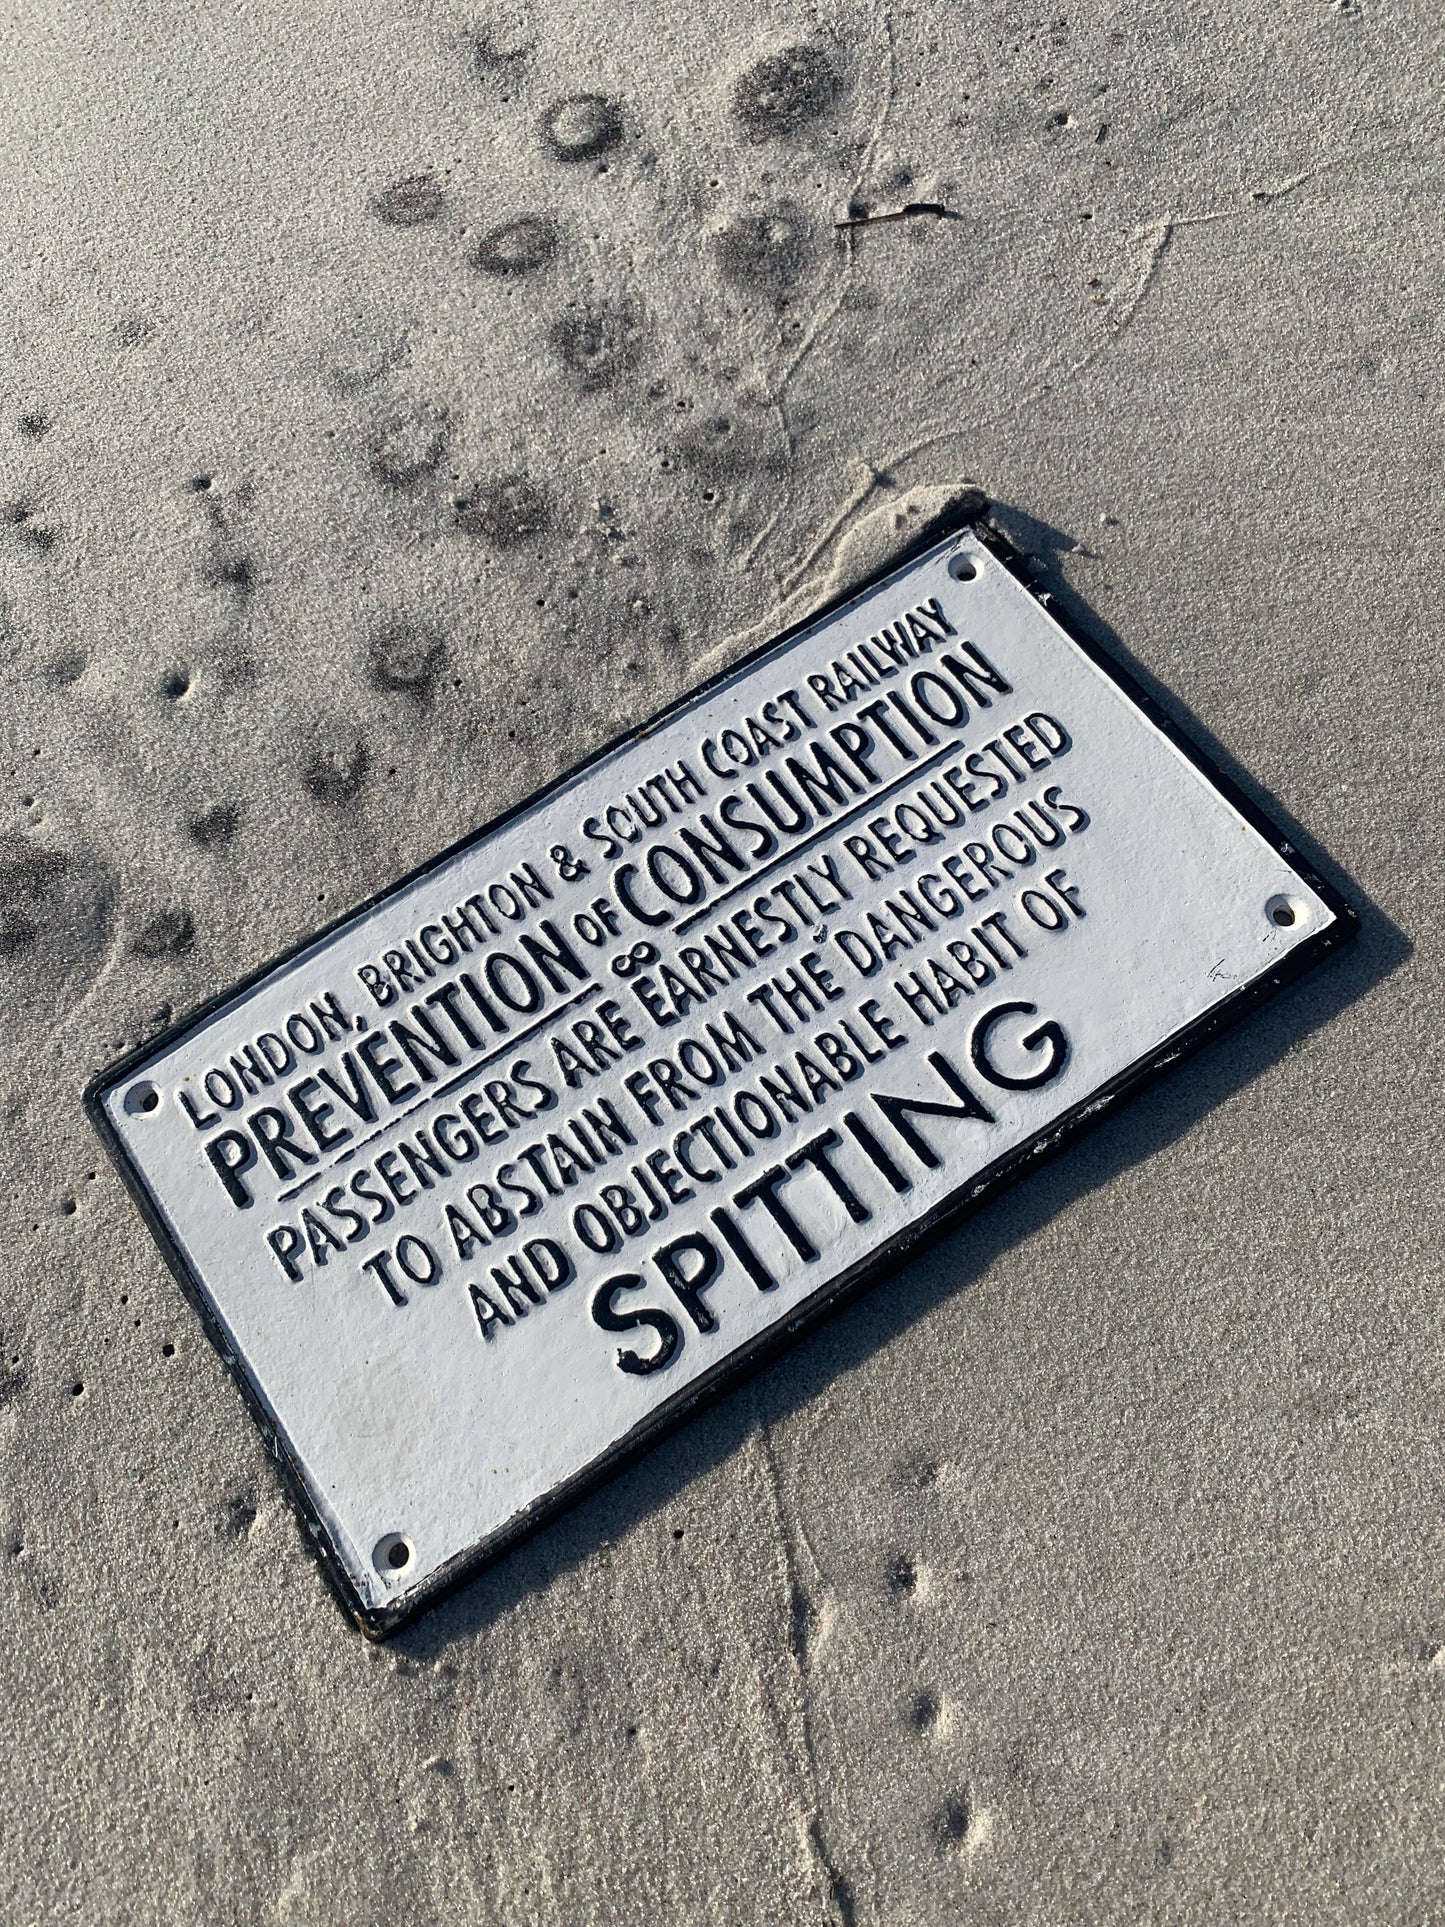 LONDON, BRIGHTON & SOUTH COAST RAILWAY
PREVENTION OF CONSUMPTION
PASSENGERS ARE EARNESTLY REQUESTED
TO ABSTAIN FROM THE DANGEROUS
AND OBJECTIONABLE HABIT OF
SPITTING